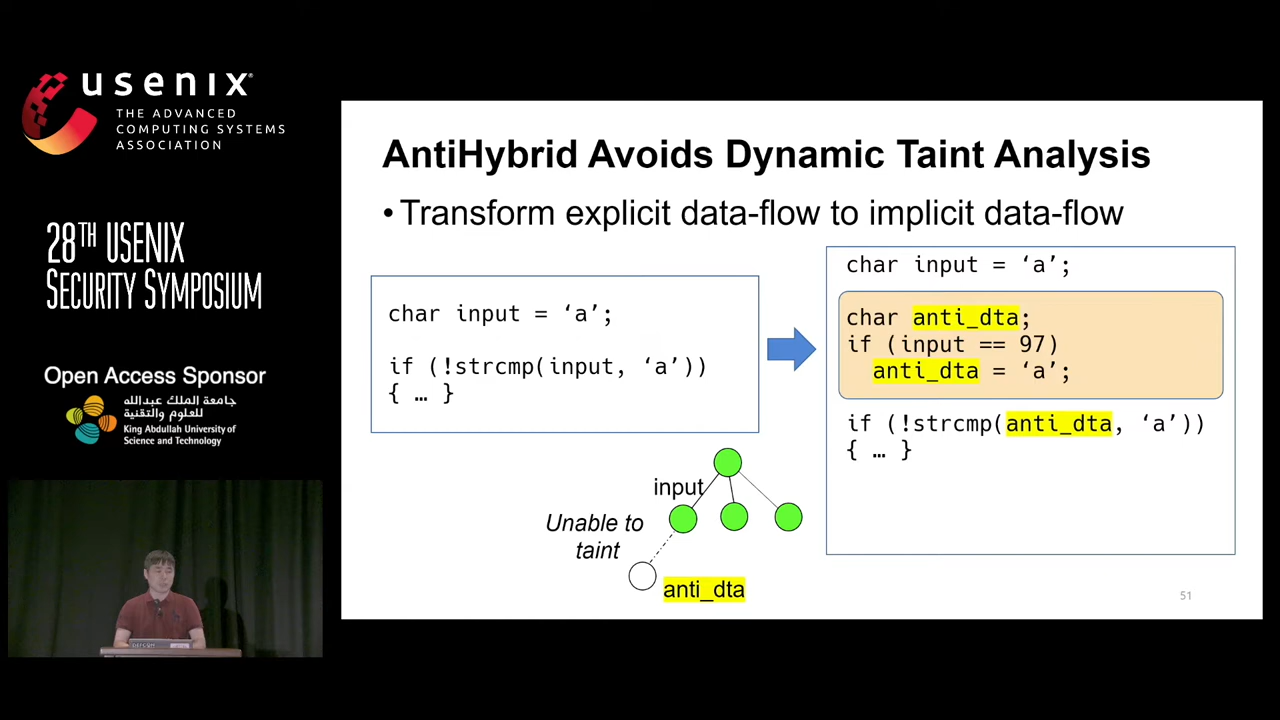 usenix
THE ADVANCED
COMPUTING SYSTEMS
ASSOCIATION
28TH USENIX
SECURITY SYMPOSIUM
Open Access Sponsor
جامعة الملك عبدالله
للعلوم والتقنية
King Abdullah University of
Science and Technology
AntiHybrid Avoids Dynamic Taint Analysis
• Transform explicit data-flow to implicit data-flow
char input = ‘a’;
if (!strcmp(input, ‘a’))
{ … }
char input = ‘a’;
char anti_dta;
if (input == 97)
anti_dta = ‘a’;
if (!strcmp(anti_dta, ‘a’))
{ … }
input
Unable to
taint
anti_dta
51